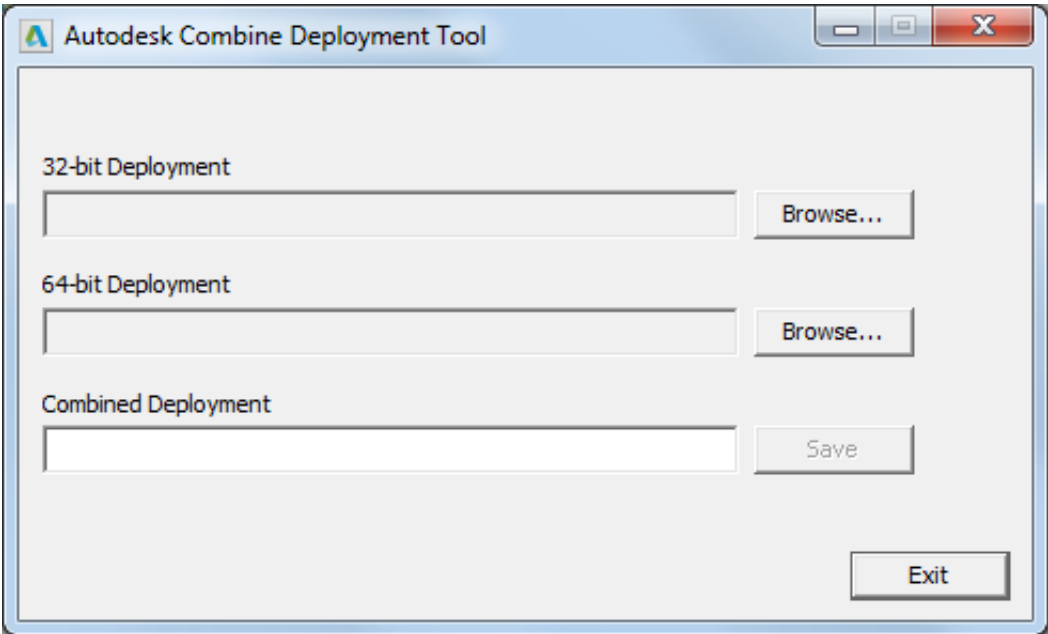 Autodesk Combine Deployment Tool
32-bit Deployment
Browse...
64-bit Deployment
Browse...
Combined Deployment
Save
Exit